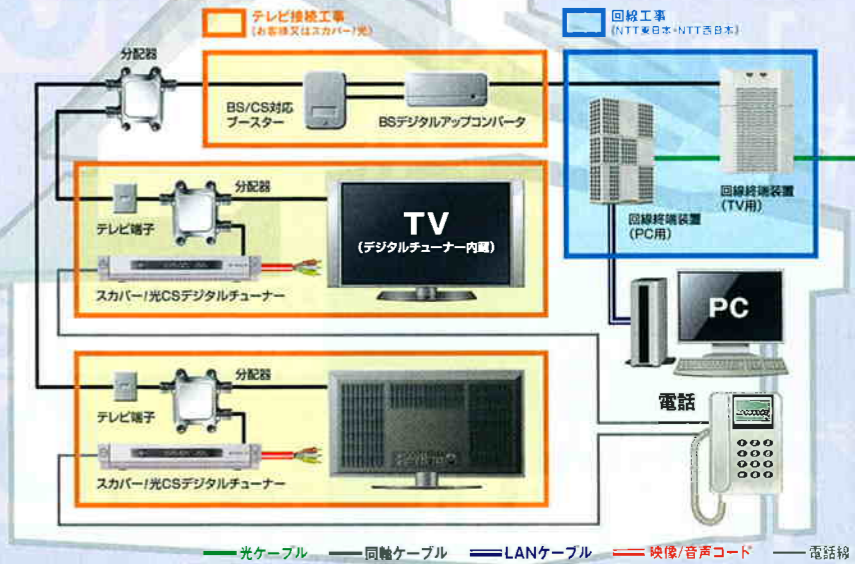 テレビ接続工事
(お客様又はスカパー!光)
回線工事
(NTT東日本・NTT西日本)
分配器
BS/CS対応
ブースター
BSデジタルアップコンバータ
回線終端装置
(TV用)
回線終端装置
(PC用)
分配器
テレビ端子
TV
(デジタルチューナー内蔵)
スカパー!光CSデジタルチューナー
PC
分配器
テレビ端子
電話
スカパー!光CSデジタルチューナー
光ケーブル
同軸ケーブル
LANケーブル
映像/音声コード
電話線